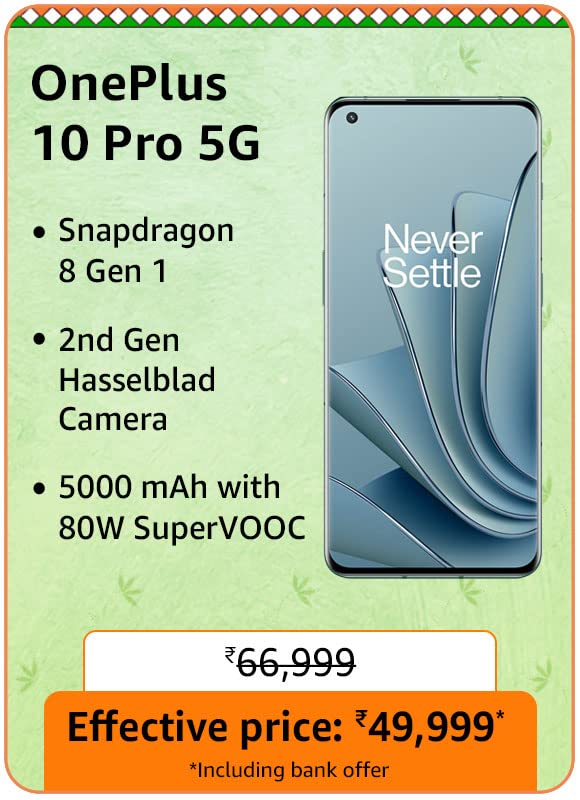 OnePlus
10 Pro 5G
• Snapdragon
8 Gen 1
• 2nd Gen
Hasselblad
Camera
• 5000 mAh with
80W SuperVOOC
Never
Settle
₹66,999
Effective price: ₹49,999*
*Including bank offer